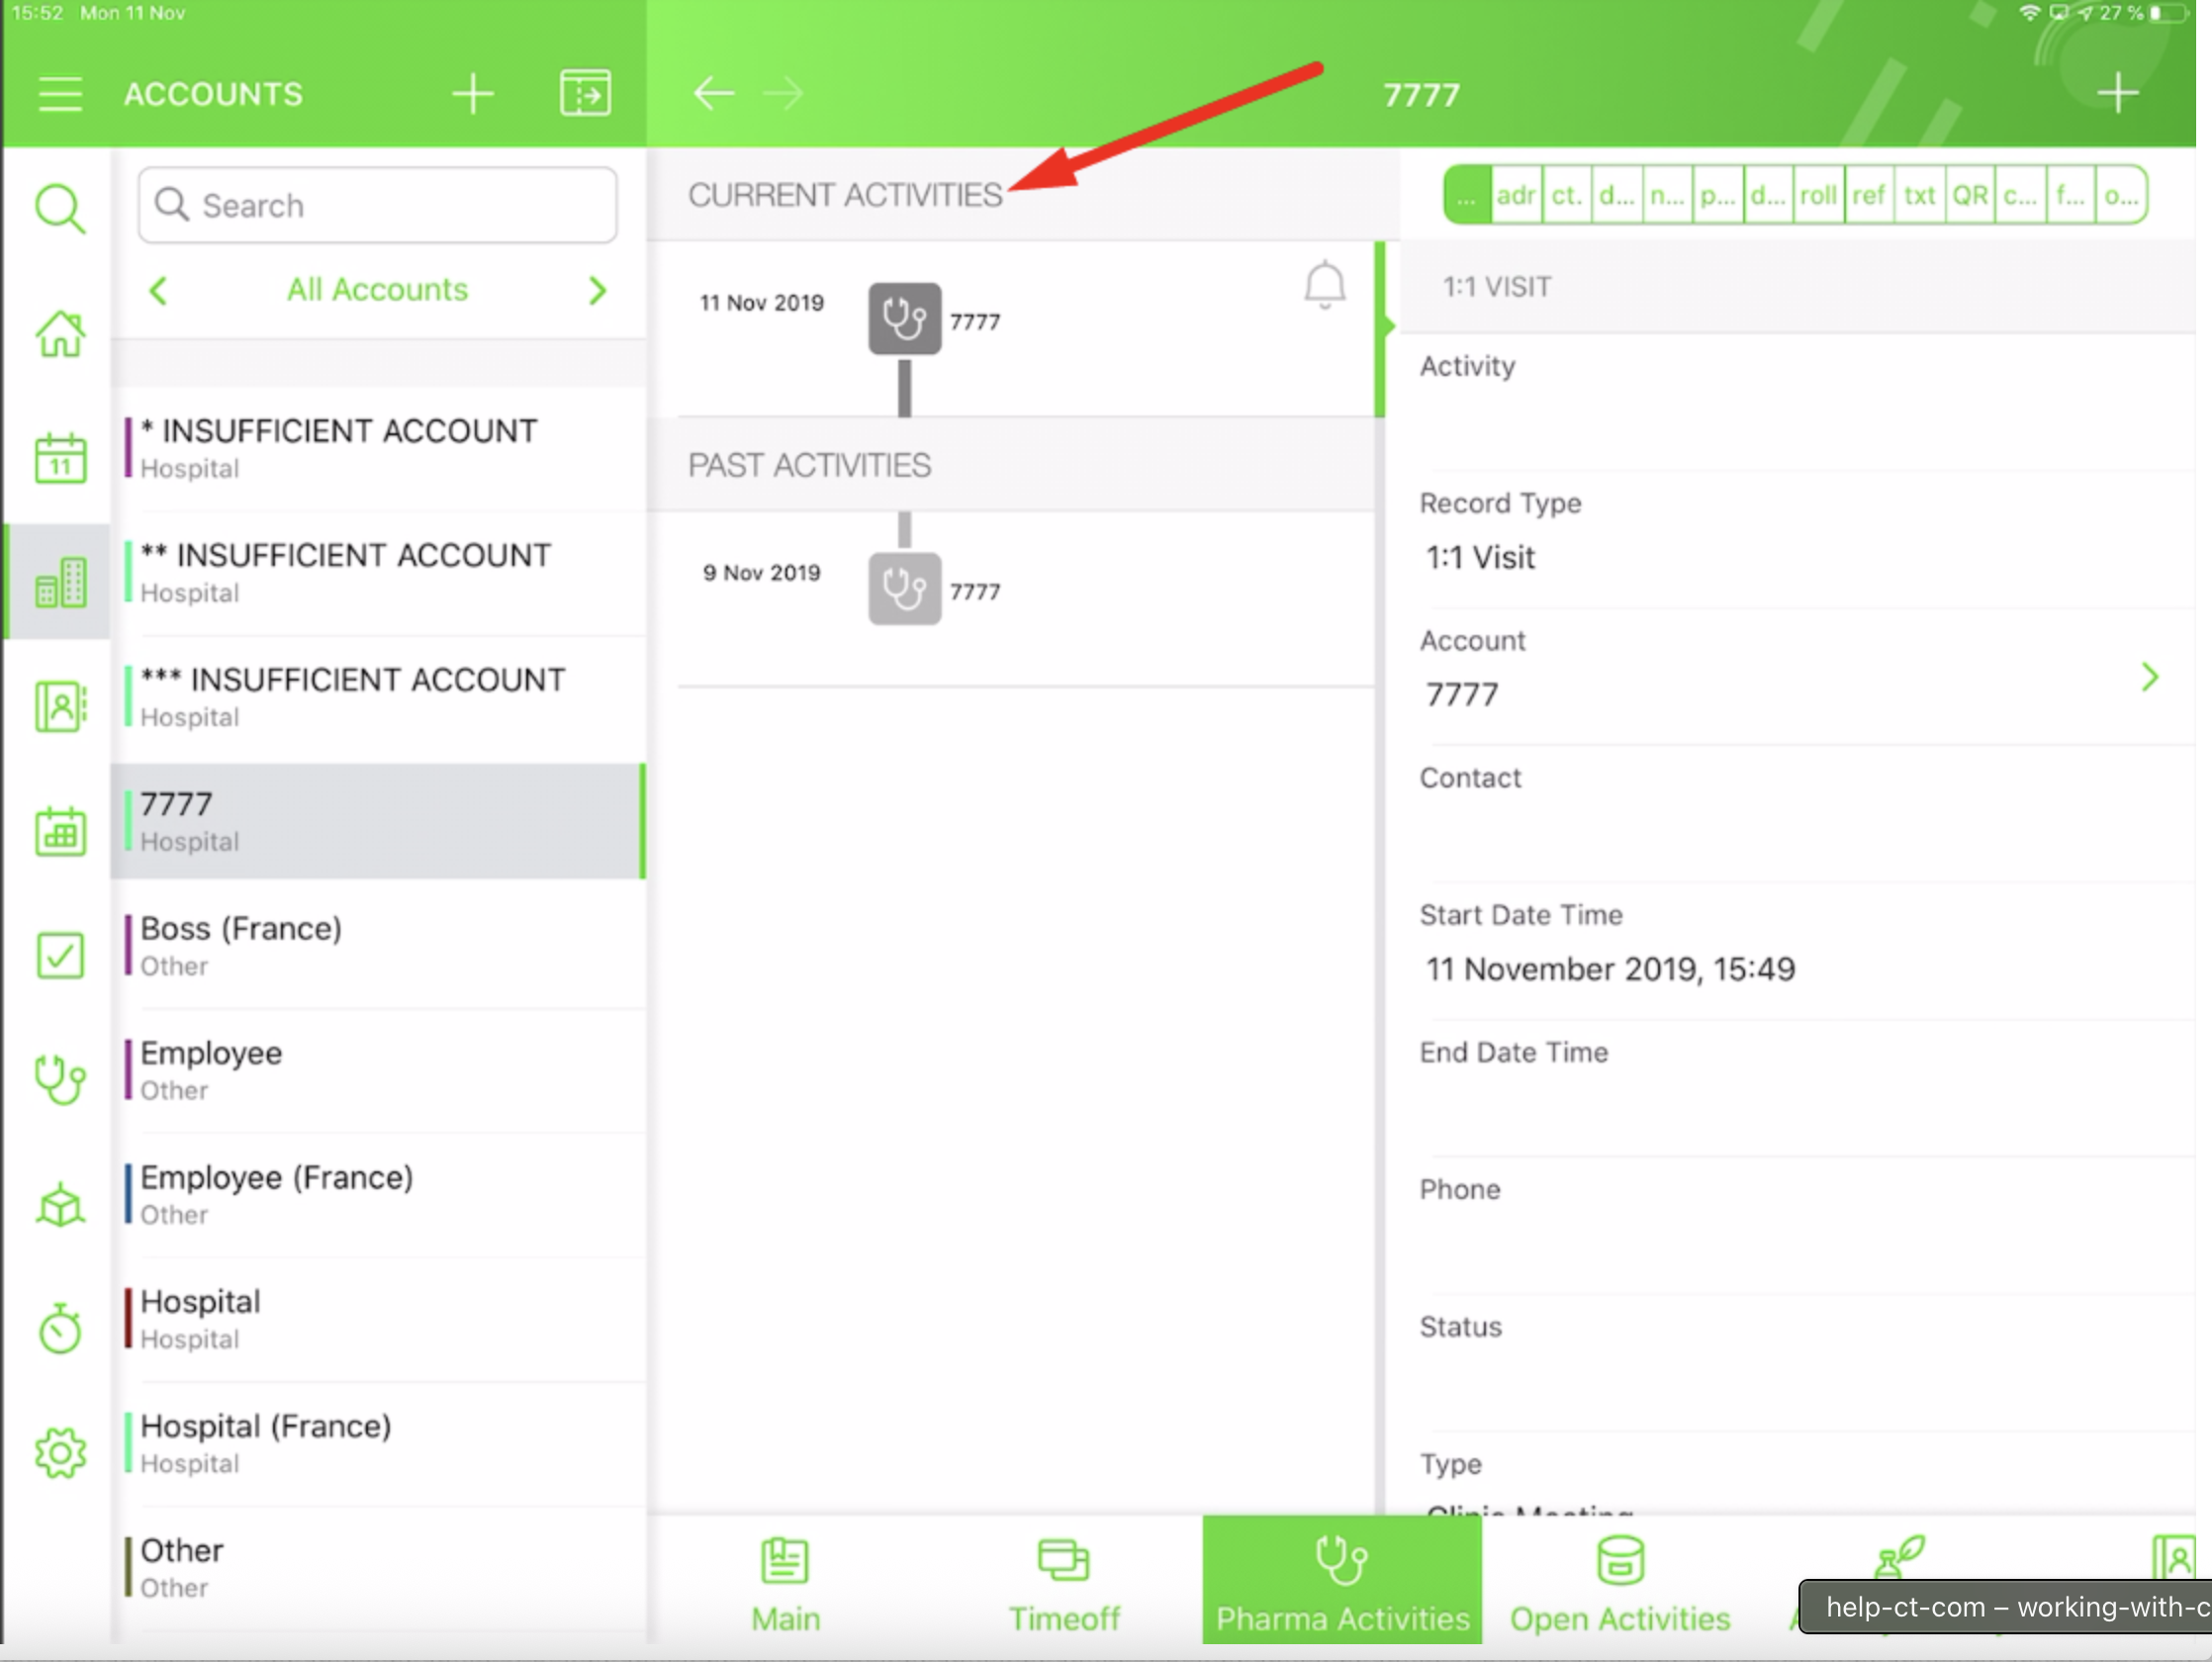 15:52 Mon 11 Nov
27 %
ACCOUNTS
7777
Search
All Accounts
* INSUFFICIENT ACCOUNT
Hospital
** INSUFFICIENT ACCOUNT
Hospital
*** INSUFFICIENT ACCOUNT
Hospital
7777
Hospital
Boss (France)
Other
Employee
Other
Employee (France)
Other
Hospital
Hospital
Hospital (France)
Hospital
Other
Other
11
CURRENT ACTIVITIES
11 Nov 2019
7777
PAST ACTIVITIES
9 Nov 2019
7777
... adr ct. d... n... p... d... roll ref txt QR c... f... o...
1:1 VISIT
Activity
Record Type
1:1 Visit
Account
7777
Contact
Start Date Time
11 November 2019, 15:49
End Date Time
Phone
Status
Type
Clinic Meeting
Main
Timeoff
Pharma Activities
Open Activities
help-ct-com – working-with-c